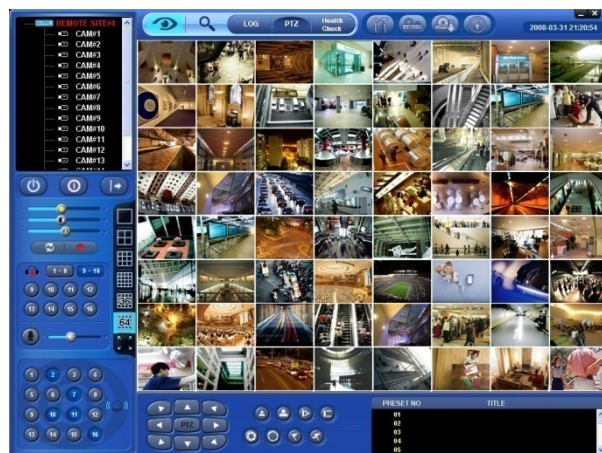 REMOTE SITE#4
CAM#1
CAM#2
CAM#3
CAM#4
CAM#5
CAM#6
CAM#7
CAM#8
CAM#9
CAM#10
CAM#11
CAM#12
CAM#13
LOG
PTZ
Health Check
2008-03-31 21:20:54
1 - 8
9 - 16
9
10
11
12
13
14
15
16
64
1
2
3
4
5
6
7
8
9
10
11
12
13
14
15
16
PTZ
PRESET NO
TITLE
01
02
03
04
05